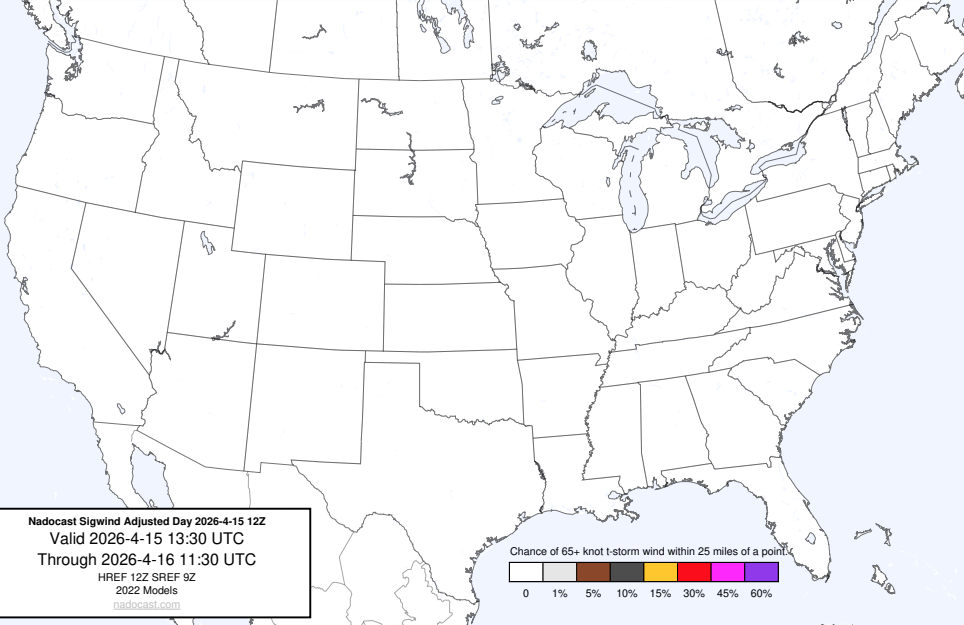 Nadocast Sigwind Adjusted Day 2026-4-15 12Z
Valid 2026-4-15 13:30 UTC
Through 2026-4-16 11:30 UTC
HREF 12Z SREF 9Z
2022 Models
nadocast.com
Chance of 65+ knot t-storm wind within 25 miles of a point.
0 1% 5% 10% 15% 30% 45% 60%